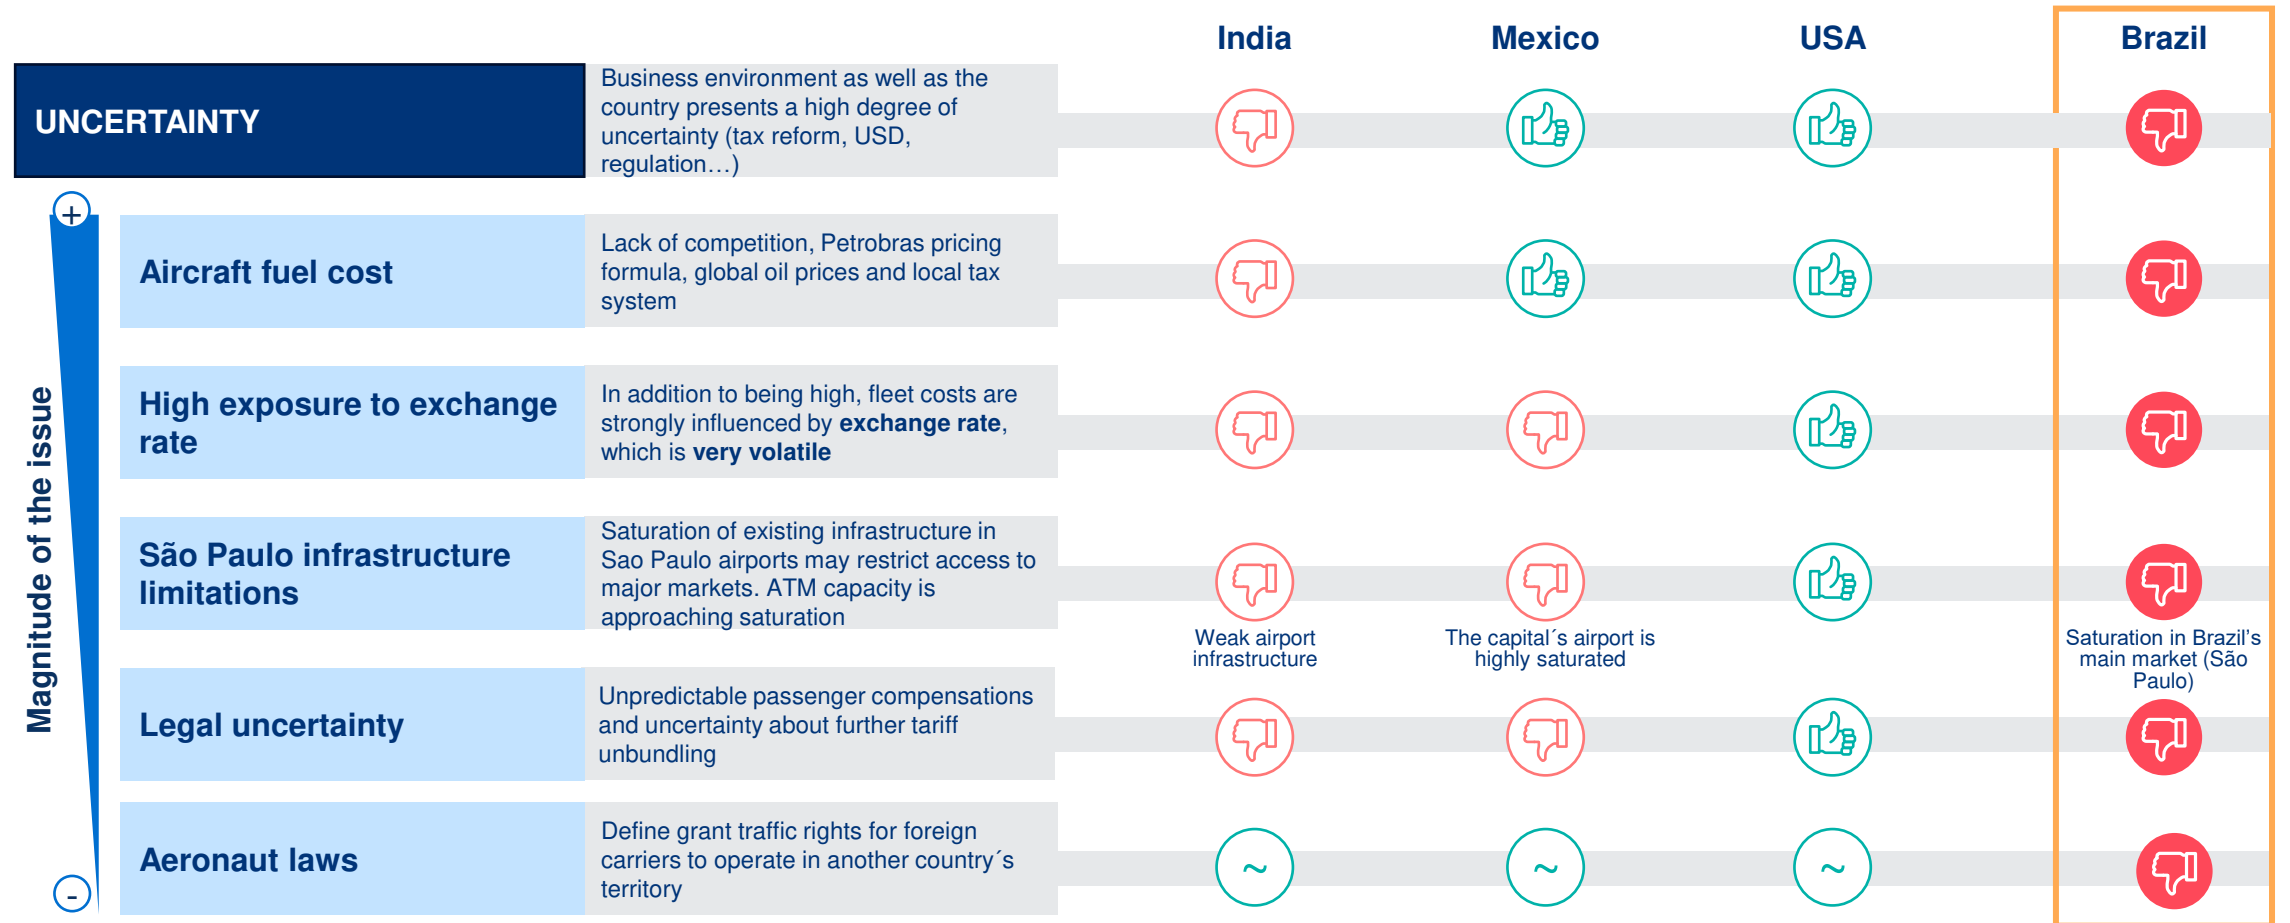 India
Mexico
USA
Brazil
UNCERTAINTY
Business environment as well as the
country presents a high degree of
uncertainty (tax reform, USD,
regulation…)
+
Aircraft fuel cost
Lack of competition, Petrobras pricing
formula, global oil prices and local tax
system
High exposure to exchange
rate
In addition to being high, fleet costs are
strongly influenced by exchange rate,
which is very volatile
Magnitude of the issue
São Paulo infrastructure
limitations
Saturation of existing infrastructure in
Sao Paulo airports may restrict access to
major markets. ATM capacity is
approaching saturation
Weak airport
infrastructure
The capital´s airport is
highly saturated
Saturation in Brazil’s
main market (São
Paulo)
Legal uncertainty
Unpredictable passenger compensations
and uncertainty about further tariff
unbundling
Aeronaut laws
Define grant traffic rights for foreign
carriers to operate in another country´s
territory
~
~
~
-